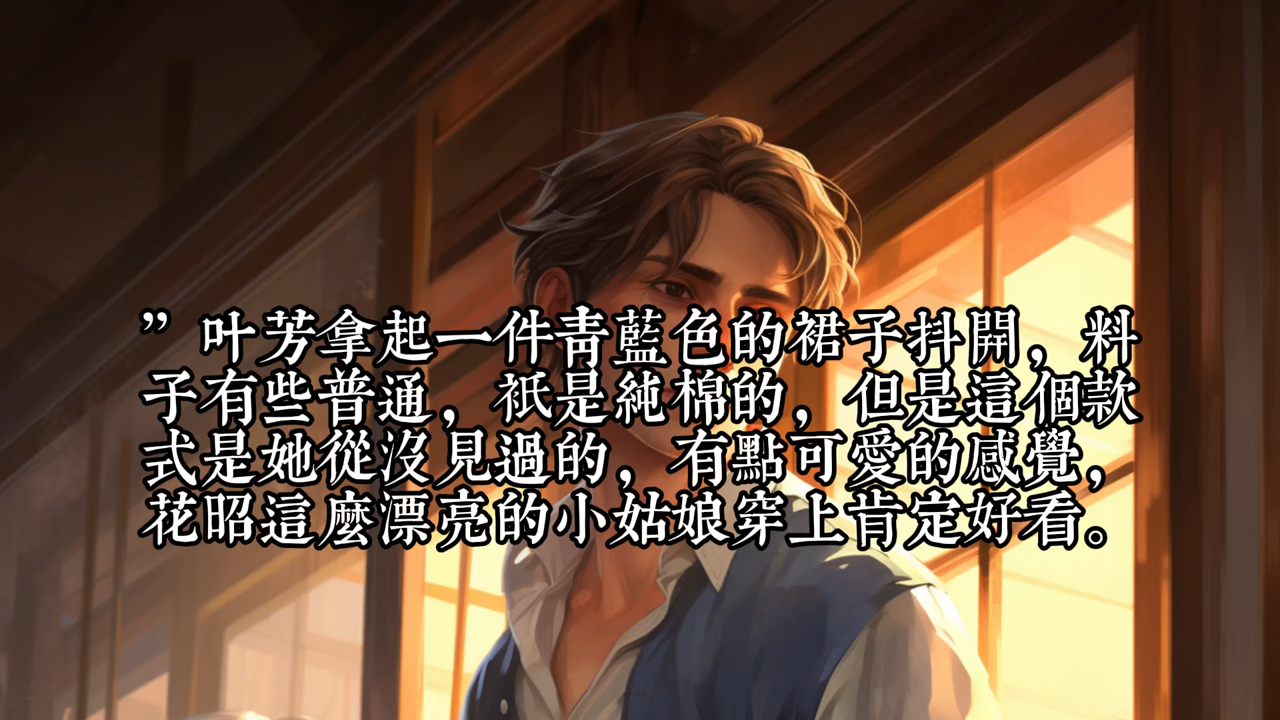 ”叶芳拿起一件青藍色的裙子抖開，料
子有些普通，祇是純棉的，但是這個款
式是她從沒見過的，有點可愛的感覺，
花昭這麼漂亮的小姑娘穿上肯定好看。